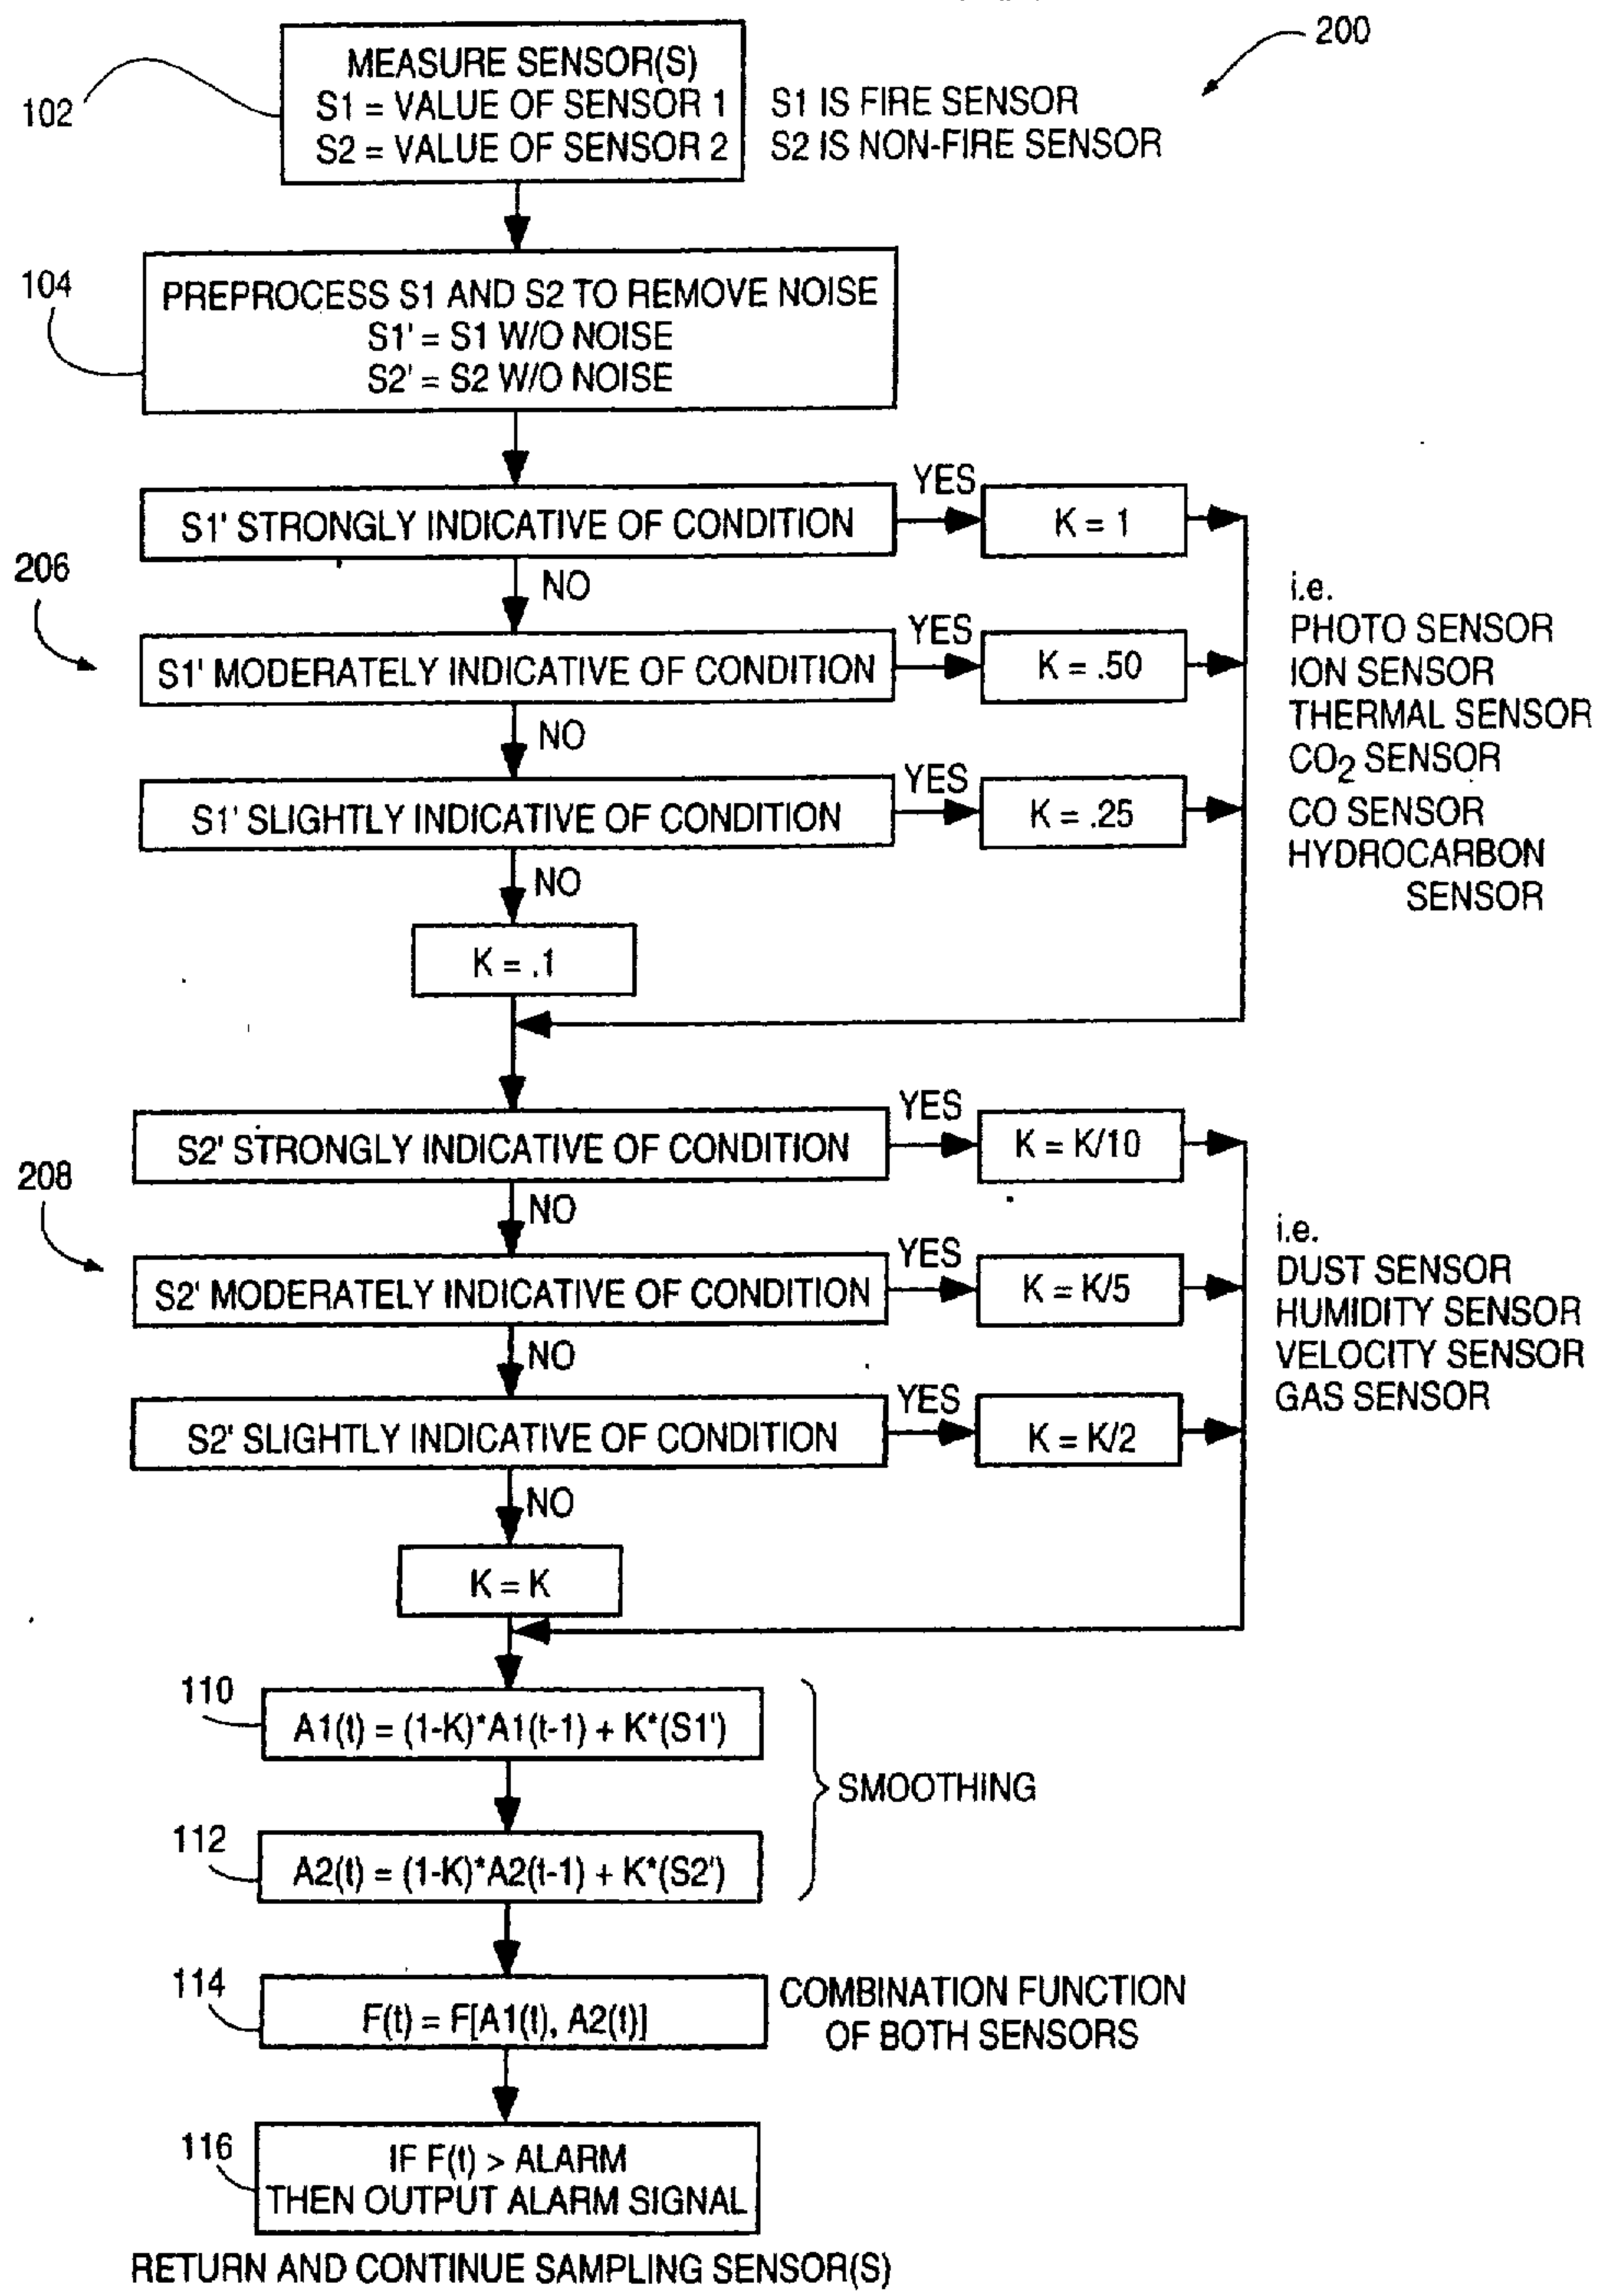 200
102
MEASURE SENSOR(S)
S1 = VALUE OF SENSOR 1
S2 = VALUE OF SENSOR 2
S1 IS FIRE SENSOR
S2 IS NON-FIRE SENSOR
104
PREPROCESS S1 AND S2 TO REMOVE NOISE
S1' = S1 W/O NOISE
S2' = S2 W/O NOISE
206
S1' STRONGLY INDICATIVE OF CONDITION
YES
K = 1
NO
S1' MODERATELY INDICATIVE OF CONDITION
YES
K = .50
NO
S1' SLIGHTLY INDICATIVE OF CONDITION
YES
K = .25
NO
K = .1
i.e.
PHOTO SENSOR
ION SENSOR
THERMAL SENSOR
CO2 SENSOR
CO SENSOR
HYDROCARBON
SENSOR
208
S2' STRONGLY INDICATIVE OF CONDITION
YES
K = K/10
NO
S2' MODERATELY INDICATIVE OF CONDITION
YES
K = K/5
NO
S2' SLIGHTLY INDICATIVE OF CONDITION
YES
K = K/2
NO
K = K
i.e.
DUST SENSOR
HUMIDITY SENSOR
VELOCITY SENSOR
GAS SENSOR
110
A1(t) = (1-K)*A1(t-1) + K*(S1')
112
A2(t) = (1-K)*A2(t-1) + K*(S2')
SMOOTHING
114
F(t) = F[A1(t), A2(t)]
COMBINATION FUNCTION
OF BOTH SENSORS
116
IF F(t) > ALARM
THEN OUTPUT ALARM SIGNAL
RETURN AND CONTINUE SAMPLING SENSOR(S)